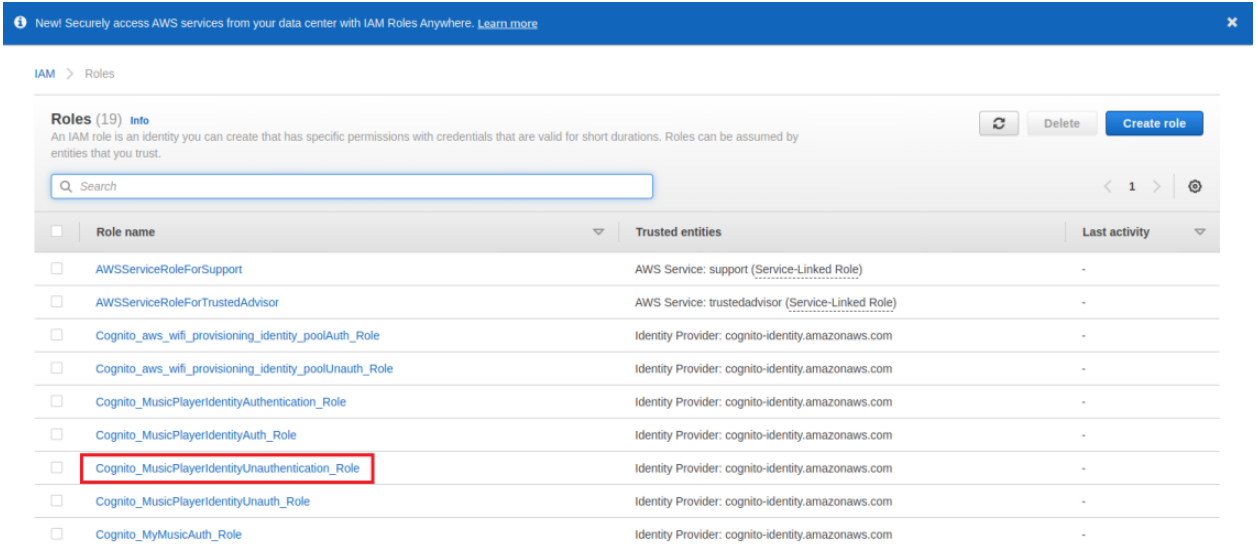 New! Securely access AWS services from your data center with IAM Roles Anywhere. Learn more
IAM > Roles
Roles (19) Info
An IAM role is an identity you can create that has specific permissions with credentials that are valid for short durations. Roles can be assumed by
entities that you trust.
Delete
Create role
Search
1
Role name Trusted entities Last activity
AWSServiceRoleForSupport AWS Service: support (Service-Linked Role) -
AWSServiceRoleForTrustedAdvisor AWS Service: trustedadvisor (Service-Linked Role) -
Cognito_aws_wifi_provisioning_identity_poolAuth_Role Identity Provider: cognito-identity.amazonaws.com -
Cognito_aws_wifi_provisioning_identity_poolUnauth_Role Identity Provider: cognito-identity.amazonaws.com -
Cognito_MusicPlayerIdentityAuthentication_Role Identity Provider: cognito-identity.amazonaws.com -
Cognito_MusicPlayerIdentityAuth_Role Identity Provider: cognito-identity.amazonaws.com -
Cognito_MusicPlayerIdentityUnauthentication_Role Identity Provider: cognito-identity.amazonaws.com -
Cognito_MusicPlayerIdentityUnauth_Role Identity Provider: cognito-identity.amazonaws.com -
Cognito_MyMusicAuth_Role Identity Provider: cognito-identity.amazonaws.com -